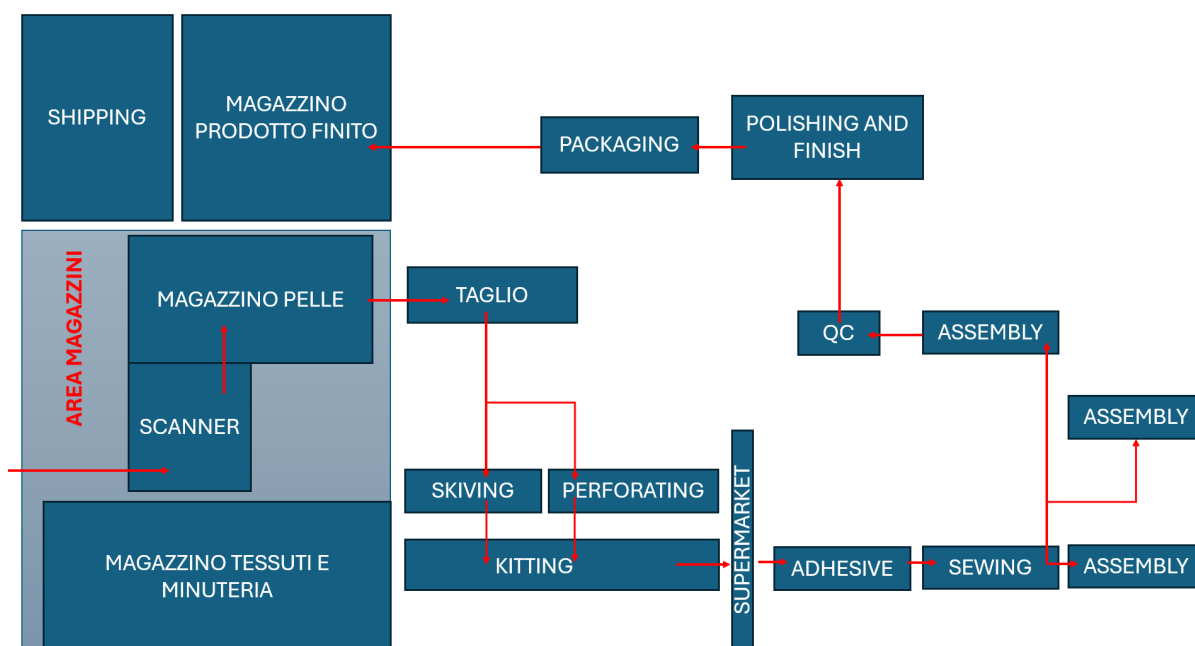 SHIPPING
MAGAZZINO
PRODOTTO FINITO
PACKAGING
POLISHING AND
FINISH
AREA MAGAZZINI
MAGAZZINO PELLE
TAGLIO
QC
ASSEMBLY
SCANNER
ASSEMBLY
SKIVING
PERFORATING
SUPERMARKET
MAGAZZINO TESSUTI E
MINUTERIA
KITTING
ADHESIVE
SEWING
ASSEMBLY